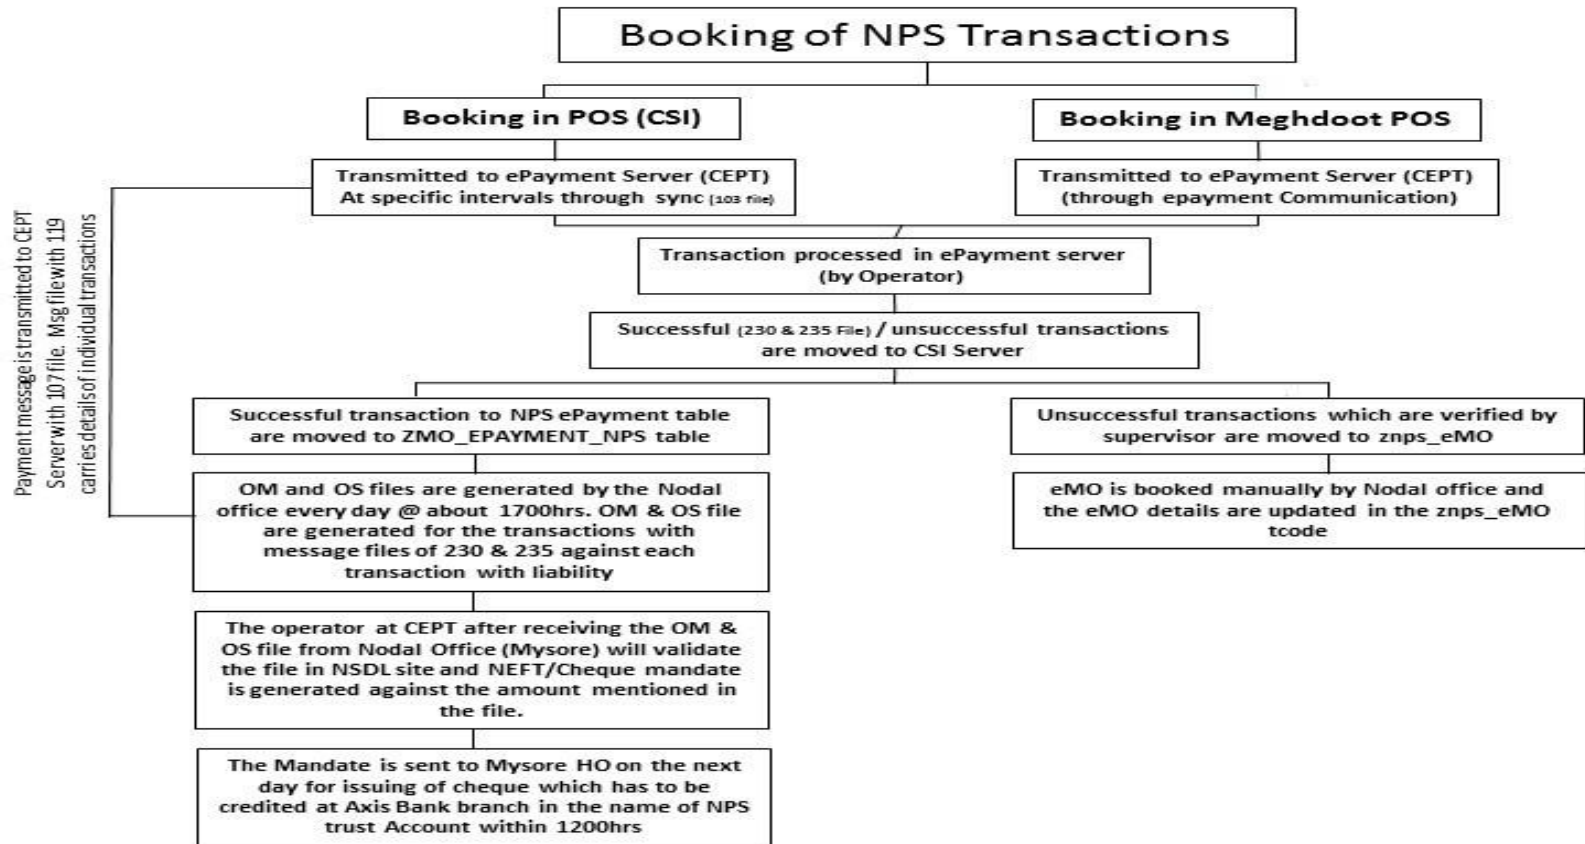 Booking of NPS Transactions
Booking in POS (CSI)
Booking in Meghdoot POS
Transmitted to ePayment Server (CEPT)
At specific intervals through sync (103 file)
Transmitted to ePayment Server (CEPT)
(through epayment Communication)
Payment message is transmitted to CEPT
Server with 107 file. Msg file with 119
carries details of individual transactions
Transaction processed in ePayment server
(by Operator)
Successful (230 & 235 File) / unsuccessful transactions
are moved to CSI Server
Successful transaction to NPS ePayment table
are moved to ZMO_EPAYMENT_NPS table
Unsuccessful transactions which are verified by
supervisor are moved to znps_eMO
OM and OS files are generated by the Nodal
office every day @ about 1700hrs. OM & OS file
are generated for the transactions with
message files of 230 & 235 against each
transaction with liability
eMO is booked manually by Nodal office and
the eMO details are updated in the znps_eMO
tcode
The operator at CEPT after receiving the OM &
OS file from Nodal Office (Mysore) will validate
the file in NSDL site and NEFT/Cheque mandate
is generated against the amount mentioned in
the file.
The Mandate is sent to Mysore HO on the next
day for issuing of cheque which has to be
credited at Axis Bank branch in the name of NPS
trust Account within 1200hrs